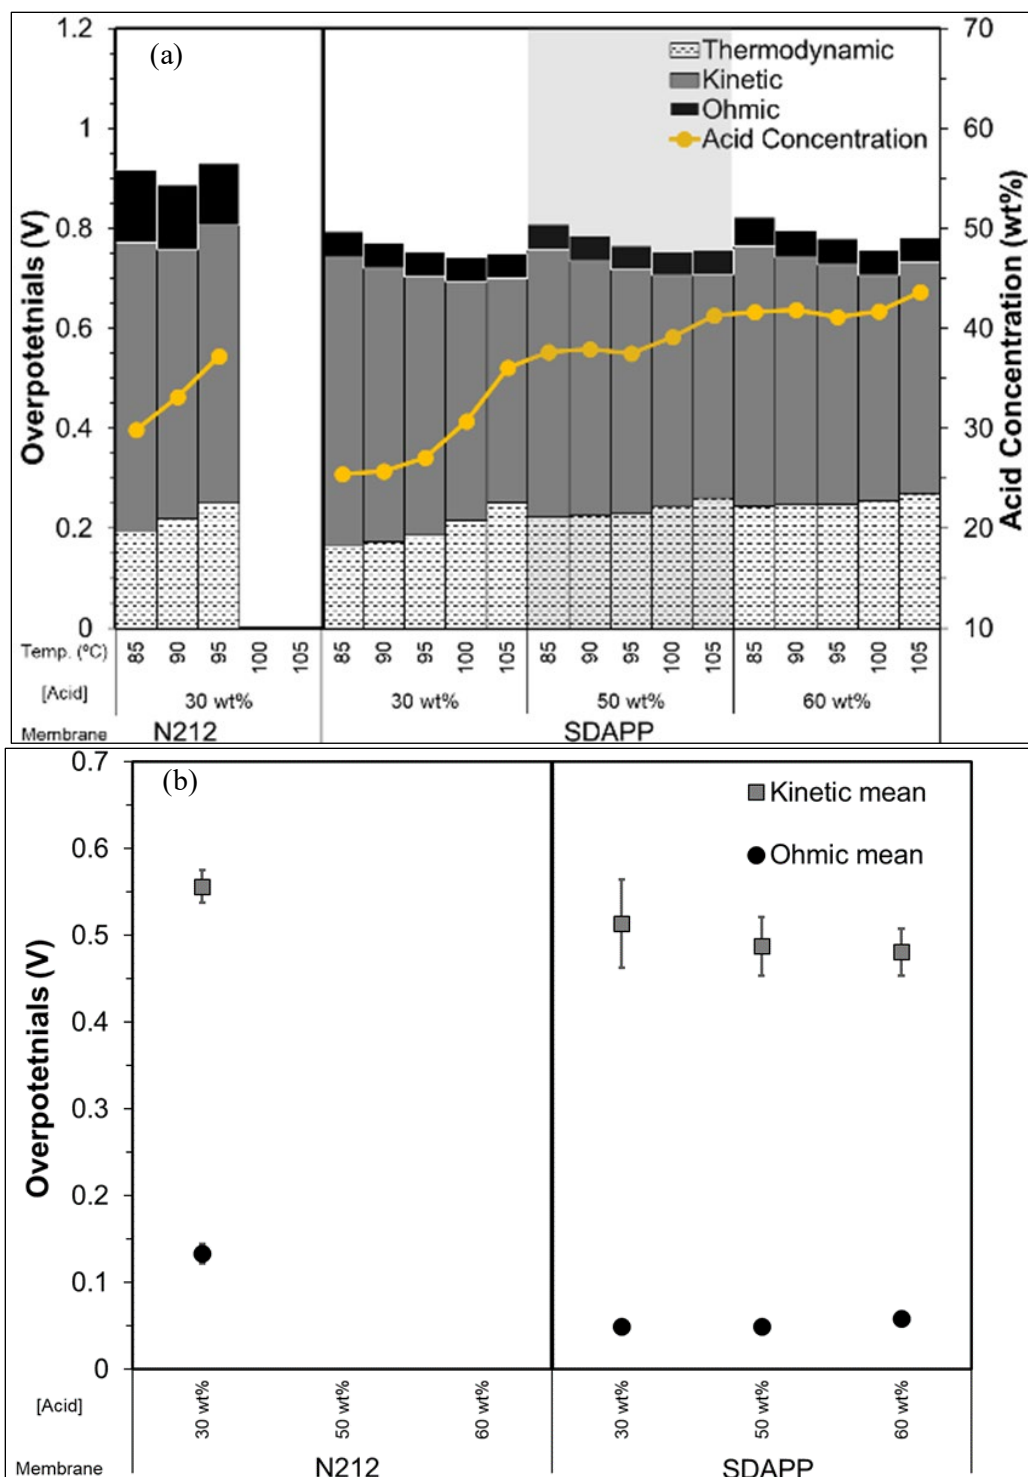 (a)
1.2
1
0.8
0.6
0.4
0.2
0
Overpotetnials (V)
Thermodynamic
Kinetic
Ohmic
Acid Concentration
70
60
50
40
30
20
10
Acid Concentration (wt%)
Temp. (ºC) 85 90 95 100 105 85 90 95 100 105 85 90 95 100 105 85 90 95 100 105
[Acid] 30 wt% 30 wt% 50 wt% 60 wt%
Membrane N212 SDAPP
(b)
0.7
0.6
0.5
0.4
0.3
0.2
0.1
0
Overpotetnials (V)
Kinetic mean
Ohmic mean
[Acid] 30 wt% 50 wt% 60 wt% 30 wt% 50 wt% 60 wt%
Membrane N212 SDAPP